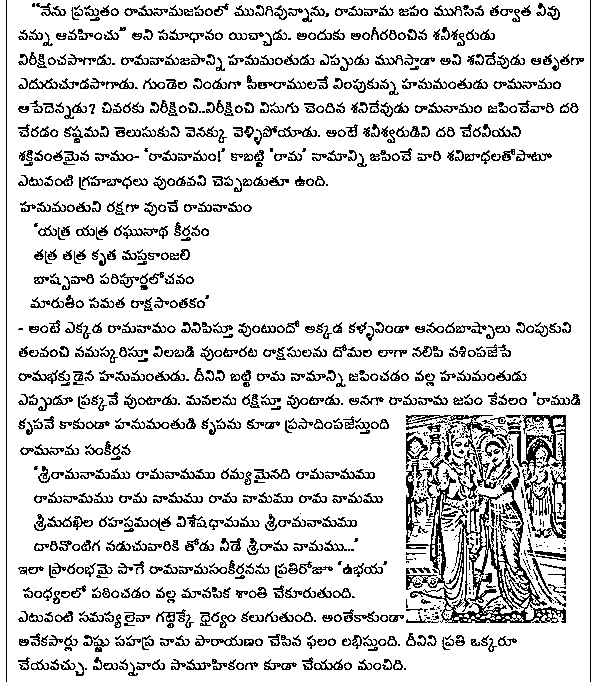 "నేను ప్రస్తుతం రామనామజపంలో మునిగివున్నాను, రామనామ జపం ముగిసిన తర్వాత నీవు
నన్ను ఆవహించు" అని సమాధానం యిచ్చాడు. అందుకు అంగీరరించిన శనీశ్వరుడు
నిరీక్షించసాగాడు. రామనామజపాన్ని హనుమంతుడు ఎప్పుడు ముగిస్తాడా అని శనిదేవుడు ఆత్రుతగా
ఎదురుచూడసాగాడు. గుండెల నిండుగా సీతారాములనే నింపుకున్న హనుమంతుడు రామనామం
ఆపేదెన్నడు? చివరకు నిరీక్షించి..నిరీక్షించి విసుగు చెందిన శనిదేవుడు రామనామం జపించేవారి దరి
చేరడం కష్టమని తెలుసుకుని వెనక్కు వెళ్ళిపోయాడు. అంటే శనీశ్వరుడిని దరి చేరనీయని
శక్తివంతమైన నామం- 'రామనామం!' కాబట్టి 'రామ' నామాన్ని జపించే వారి శనిబాధలతోపాటూ
ఎటువంటి గ్రహబాధలు వుండవని చెప్పబడుతూ ఉంది.
హనుమంతుని రక్షగా వుంచే రామనామం
'యత్ర యత్ర రఘునాథ కీర్తనం
తత్ర తత్ర కృత మస్తకాంజలి
బాష్పవారి పరిపూర్ణలోచనం
మారుతీం నమత రాక్షసాంతకం'
- అంటే ఎక్కడ రామనామం వినిపిస్తూ వుంటుందో అక్కడ కళ్ళనిండా ఆనందబాష్పాలు నింపుకుని
తలవంచి నమస్కరిస్తూ నిలబడి వుంటారట రాక్షసులను దోమల లాగా నలిపి నశింపజేసే
రామభక్తుడైన హనుమంతుడు. దీనిని బట్టి రామ నామాన్ని జపించడం వల్ల హనుమంతుడు
ఎప్పుడూ ప్రక్కనే వుంటాడు. మనలను రక్షిస్తూ వుంటాడు. అనగా రామనామ జపం కేవలం 'రాముడి
కృపనే కాకుండా హనుమంతుడి కృపను కూడా ప్రసాదింపజేస్తుంది
రామనామ సంకీర్తన
'శ్రీరామనామము రామనామము రమ్యమైనది రామనామము
రామనామము రామ నామము రామ నామము రామ నామము
శ్రీమదఖిల రహస్తమంత్ర విశేషధామము శ్రీరామనామము
దారినొంటిగ నడుచువారికి తోడు నీడే శ్రీరామ నామము...'
ఇలా ప్రారంభమై సాగే రామనామసంకీర్తనను ప్రతిరోజూ 'ఉభయ'
సంధ్యలలో పఠించడం వల్ల మానసిక శాంతి చేకూరుతుంది.
ఎటువంటి సమస్యలైనా గట్టెక్కే ధైర్యం కలుగుతుంది. అంతేకాకుండా
అనేకసార్లు విష్ణు సహస్ర నామ పారాయణం చేసిన ఫలం లభిస్తుంది. దీనిని ప్రతి ఒక్కరూ
చేయవచ్చు. వీలున్నవారు సామూహికంగా కూడా చేయడం మంచిది.